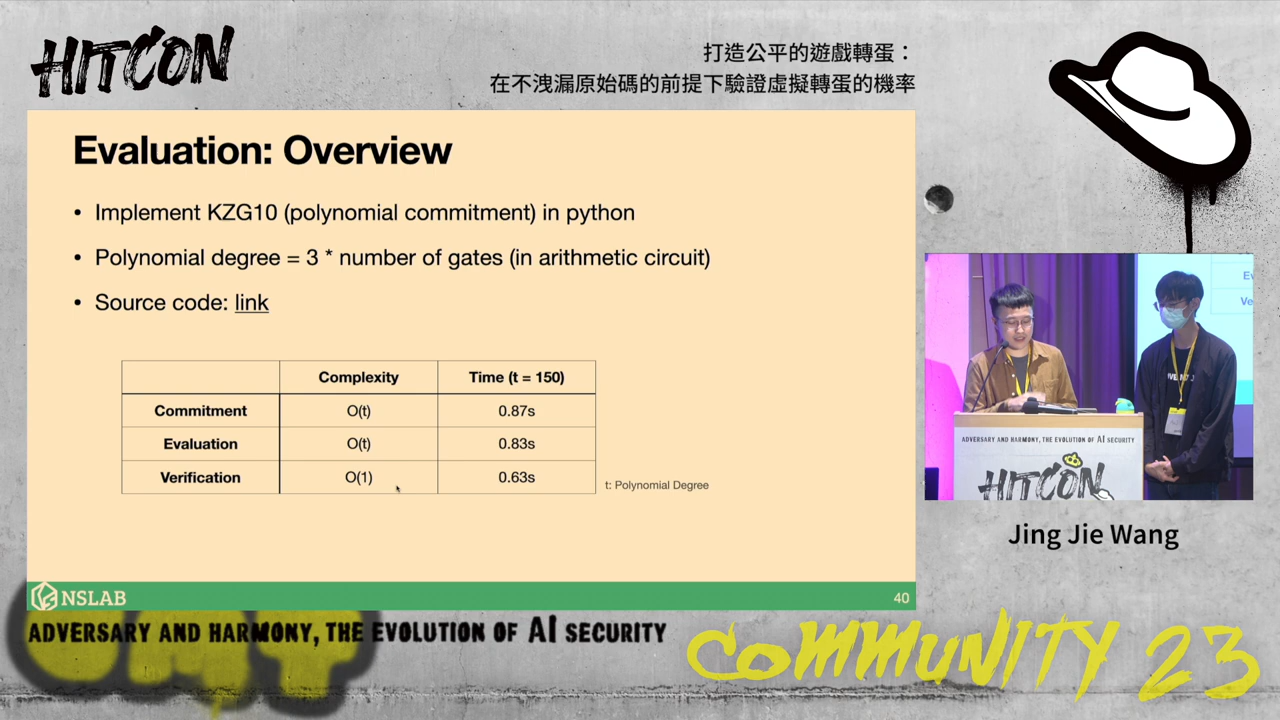 HITCON
打造公平的遊戲轉蛋：
在不洩漏原始碼的前提下驗證虛擬轉蛋的機率
Evaluation: Overview
• Implement KZG10 (polynomial commitment) in python
• Polynomial degree = 3 * number of gates (in arithmetic circuit)
• Source code: link
Complexity Time (t = 150)
Commitment O(t) 0.87s
Evaluation O(t) 0.83s
Verification O(1) 0.63s
t: Polynomial Degree
NSLAB
40
Ev
Ve
ADVERSARY AND HARMONY, THE EVOLUTION OF AI SECURITY
HITCON
Jing Jie Wang
ADVERSARY AND HARMONY, THE EVOLUTION OF AI SECURITY
COMMUNITY 23